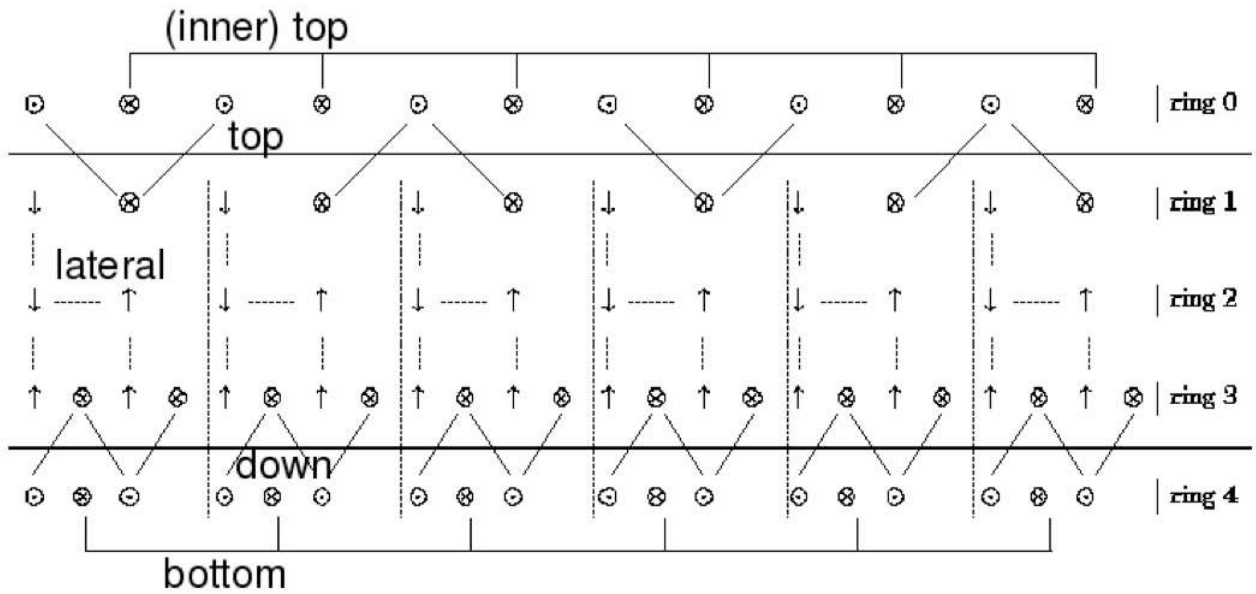 (inner) top
ring 0
top
ring 1
lateral
ring 2
ring 3
down
ring 4
bottom